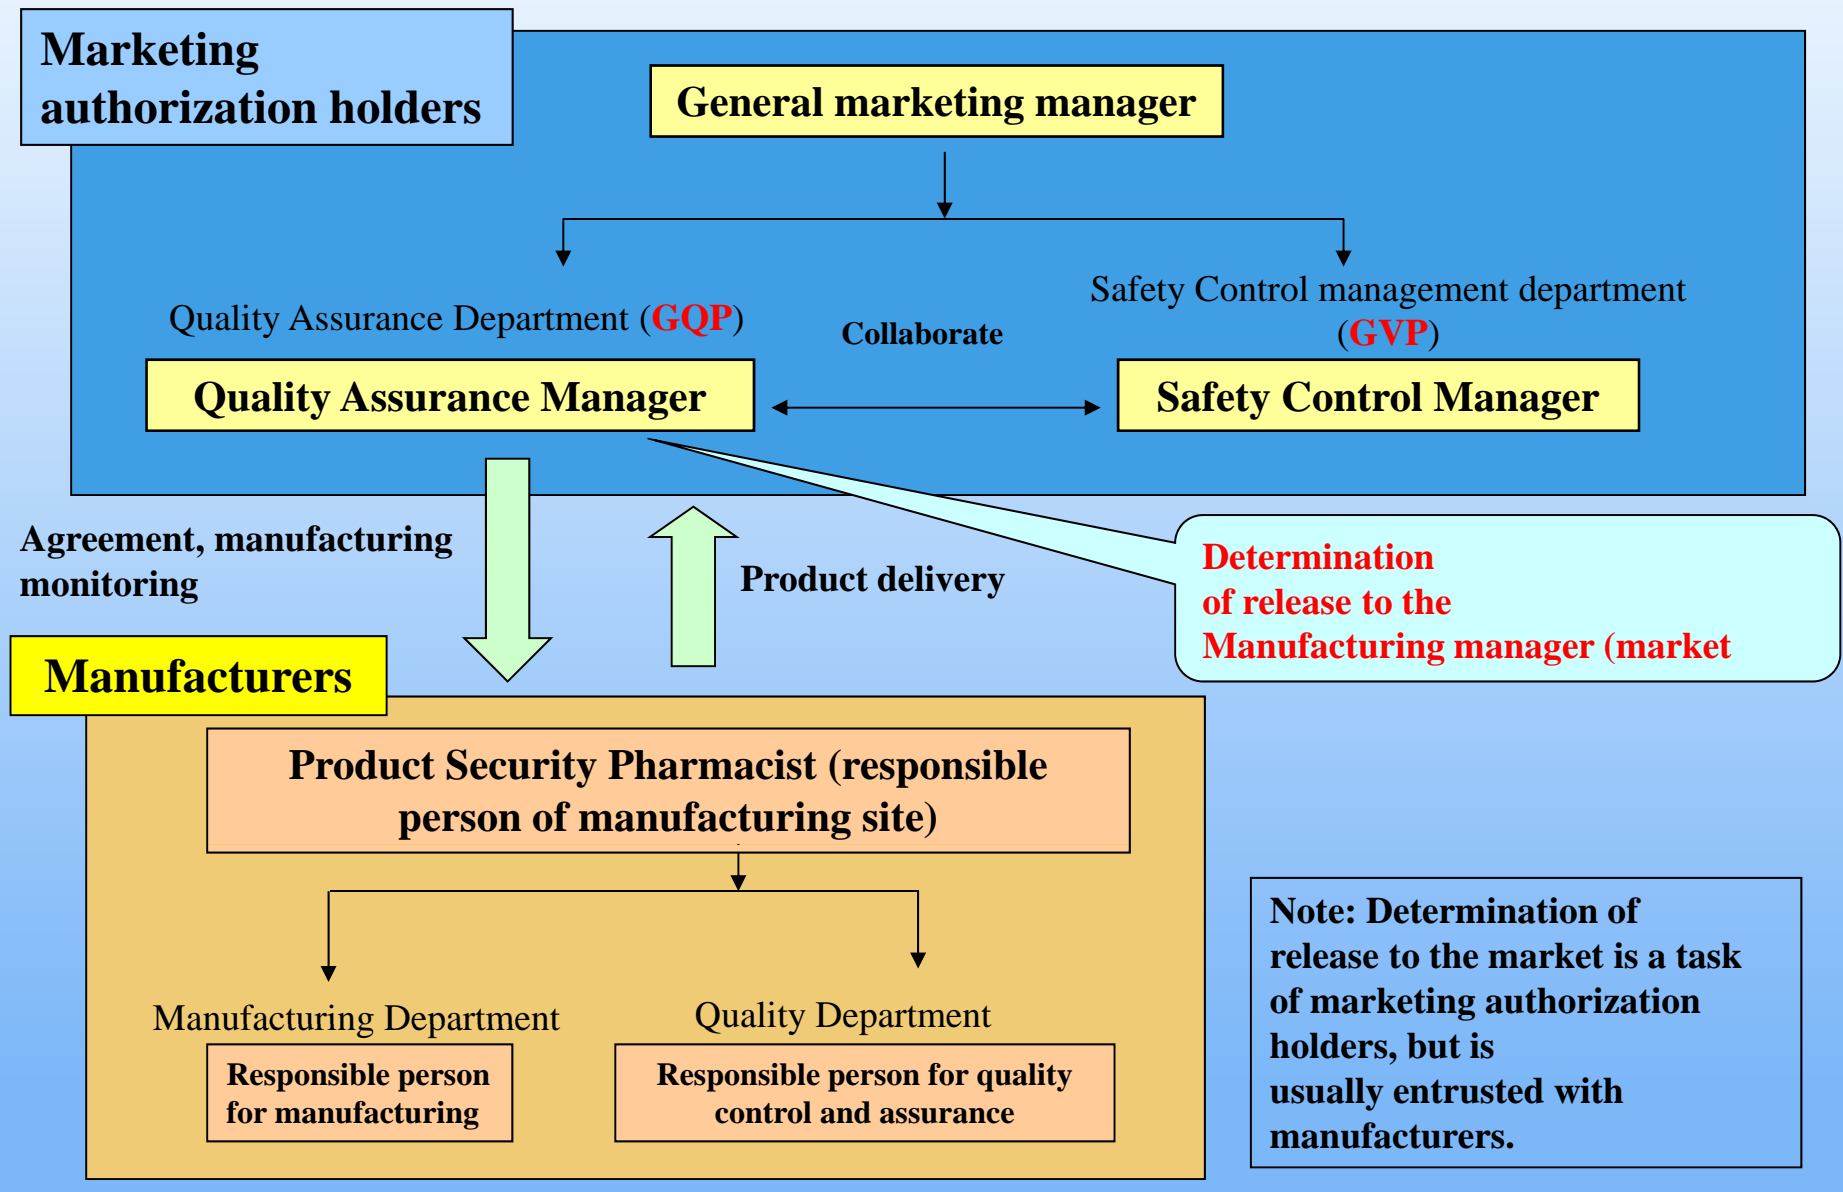 Marketing
authorization holders
General marketing manager
Quality Assurance Department (GQP)
Collaborate
Safety Control management department
(GVP)
Quality Assurance Manager
Safety Control Manager
Agreement, manufacturing
monitoring
Product delivery
Determination
of release to the
Manufacturing manager (market
Manufacturers
Product Security Pharmacist (responsible
person of manufacturing site)
Manufacturing Department
Quality Department
Responsible person
for manufacturing
Responsible person for quality
control and assurance
Note: Determination of
release to the market is a task
of marketing authorization
holders, but is
usually entrusted with
manufacturers.